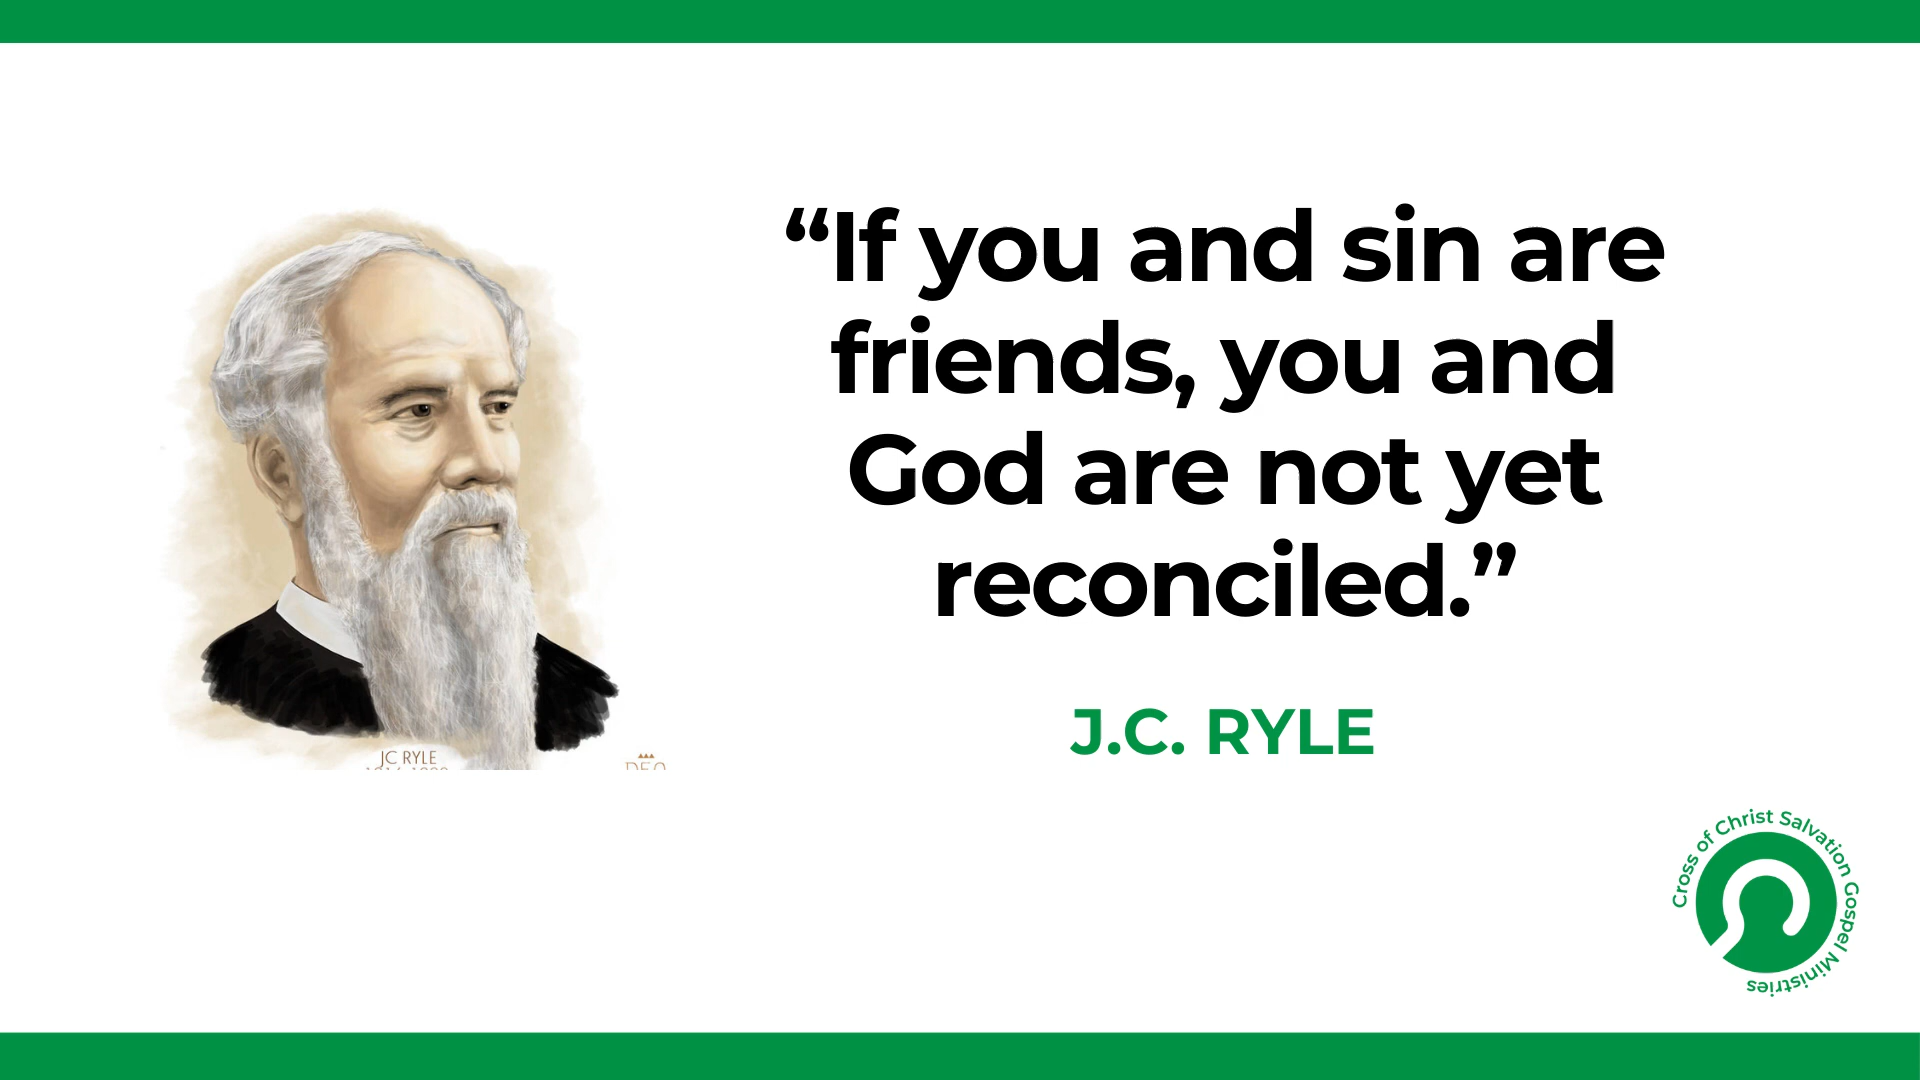 “If you and sin are
friends, you and
God are not yet
reconciled.”
J.C. RYLE
JC RYLE
Cross of Christ Salvation Gospel Ministries